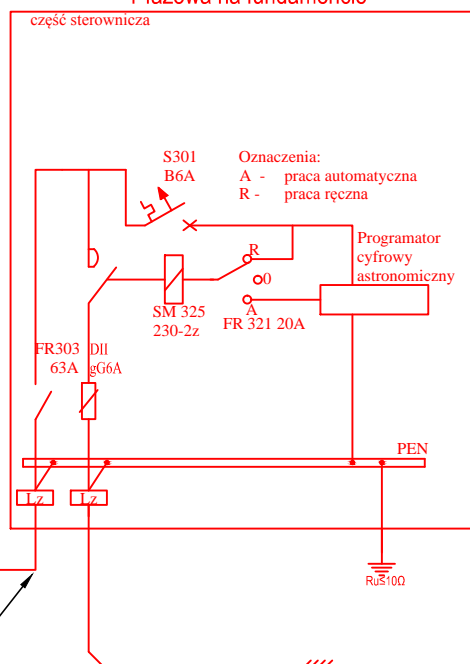 część sterownicza
S301
B6A
Oznaczenia:
A - praca automatyczna
R - praca ręczna
Programator
cyfrowy
astronomiczny
R
0
A
SM 325
230-2z
FR 321 20A
FR303
63A
DII
gG6A
PEN
Lz
Lz
Ru≤10Ω